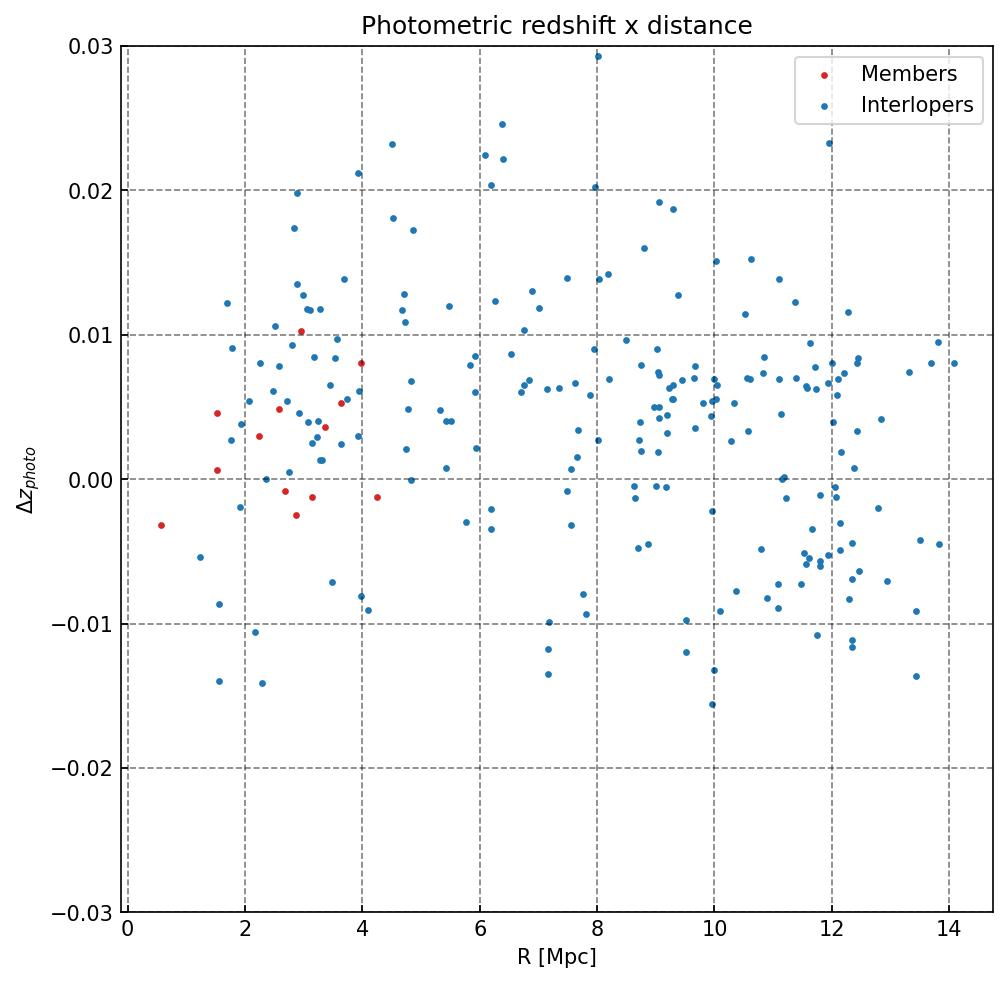 Photometric redshift x distance
Members
Interlopers
0.03
0.02
0.01
0.00
−0.01
−0.02
−0.03
Δz_photo
0 2 4 6 8 10 12 14
R [Mpc]